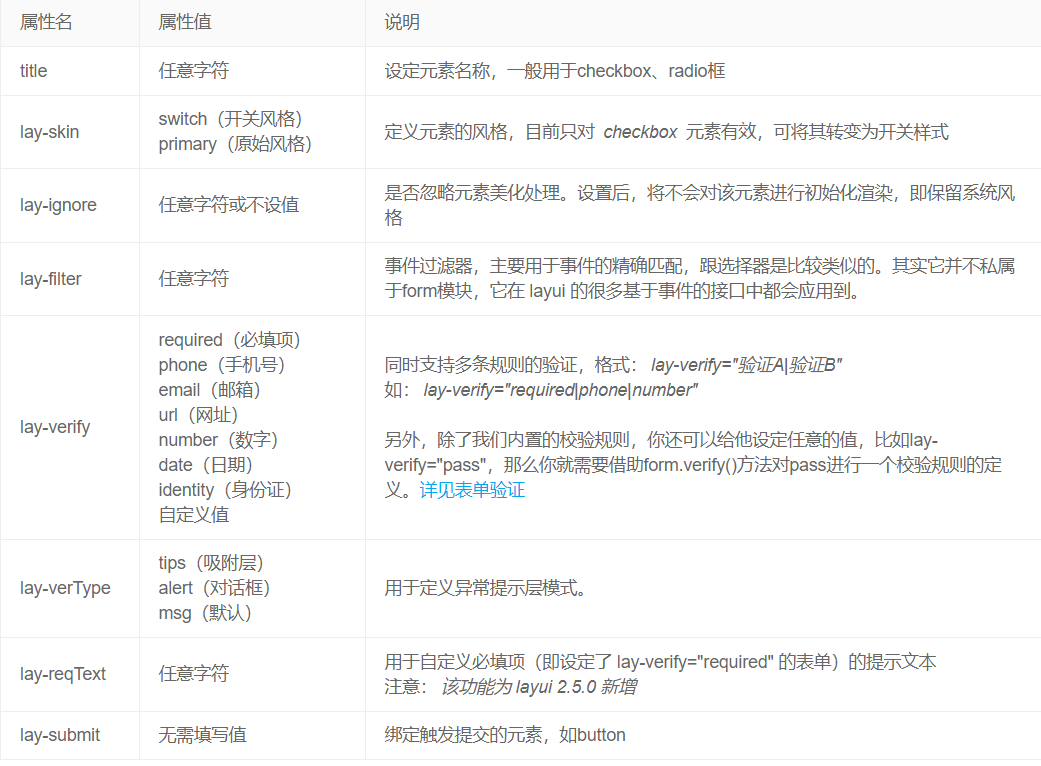 属性名 属性值 说明
title 任意字符 设定元素名称，一般用于checkbox、radio框
lay-skin
switch（开关风格）
primary（原始风格）
定义元素的风格，目前只对 checkbox 元素有效，可将其转变为开关样式
lay-ignore 任意字符或不设值
是否忽略元素美化处理。设置后，将不会对该元素进行初始化渲染，即保留系统风
格
lay-filter 任意字符
事件过滤器，主要用于事件的精确匹配，跟选择器是比较类似的。其实它并不私属
于form模块，它在 layui 的很多基于事件的接口中都会应用到。
lay-verify
required（必填项）
phone（手机号）
email（邮箱）
url（网址）
number（数字）
date（日期）
identity（身份证）
自定义值
同时支持多条规则的验证，格式： lay-verify="验证A|验证B"
如： lay-verify="required|phone|number"
另外，除了我们内置的校验规则，你还可以给他设定任意的值，比如lay-
verify="pass"，那么你就需要借助form.verify()方法对pass进行一个校验规则的定
义。详见表单验证
lay-verType
tips（吸附层）
alert（对话框）
msg（默认）
用于定义异常提示层模式。
lay-reqText 任意字符
用于自定义必填项（即设定了 lay-verify="required" 的表单）的提示文本
注意： 该功能为 layui 2.5.0 新增
lay-submit 无需填写值 绑定触发提交的元素，如button